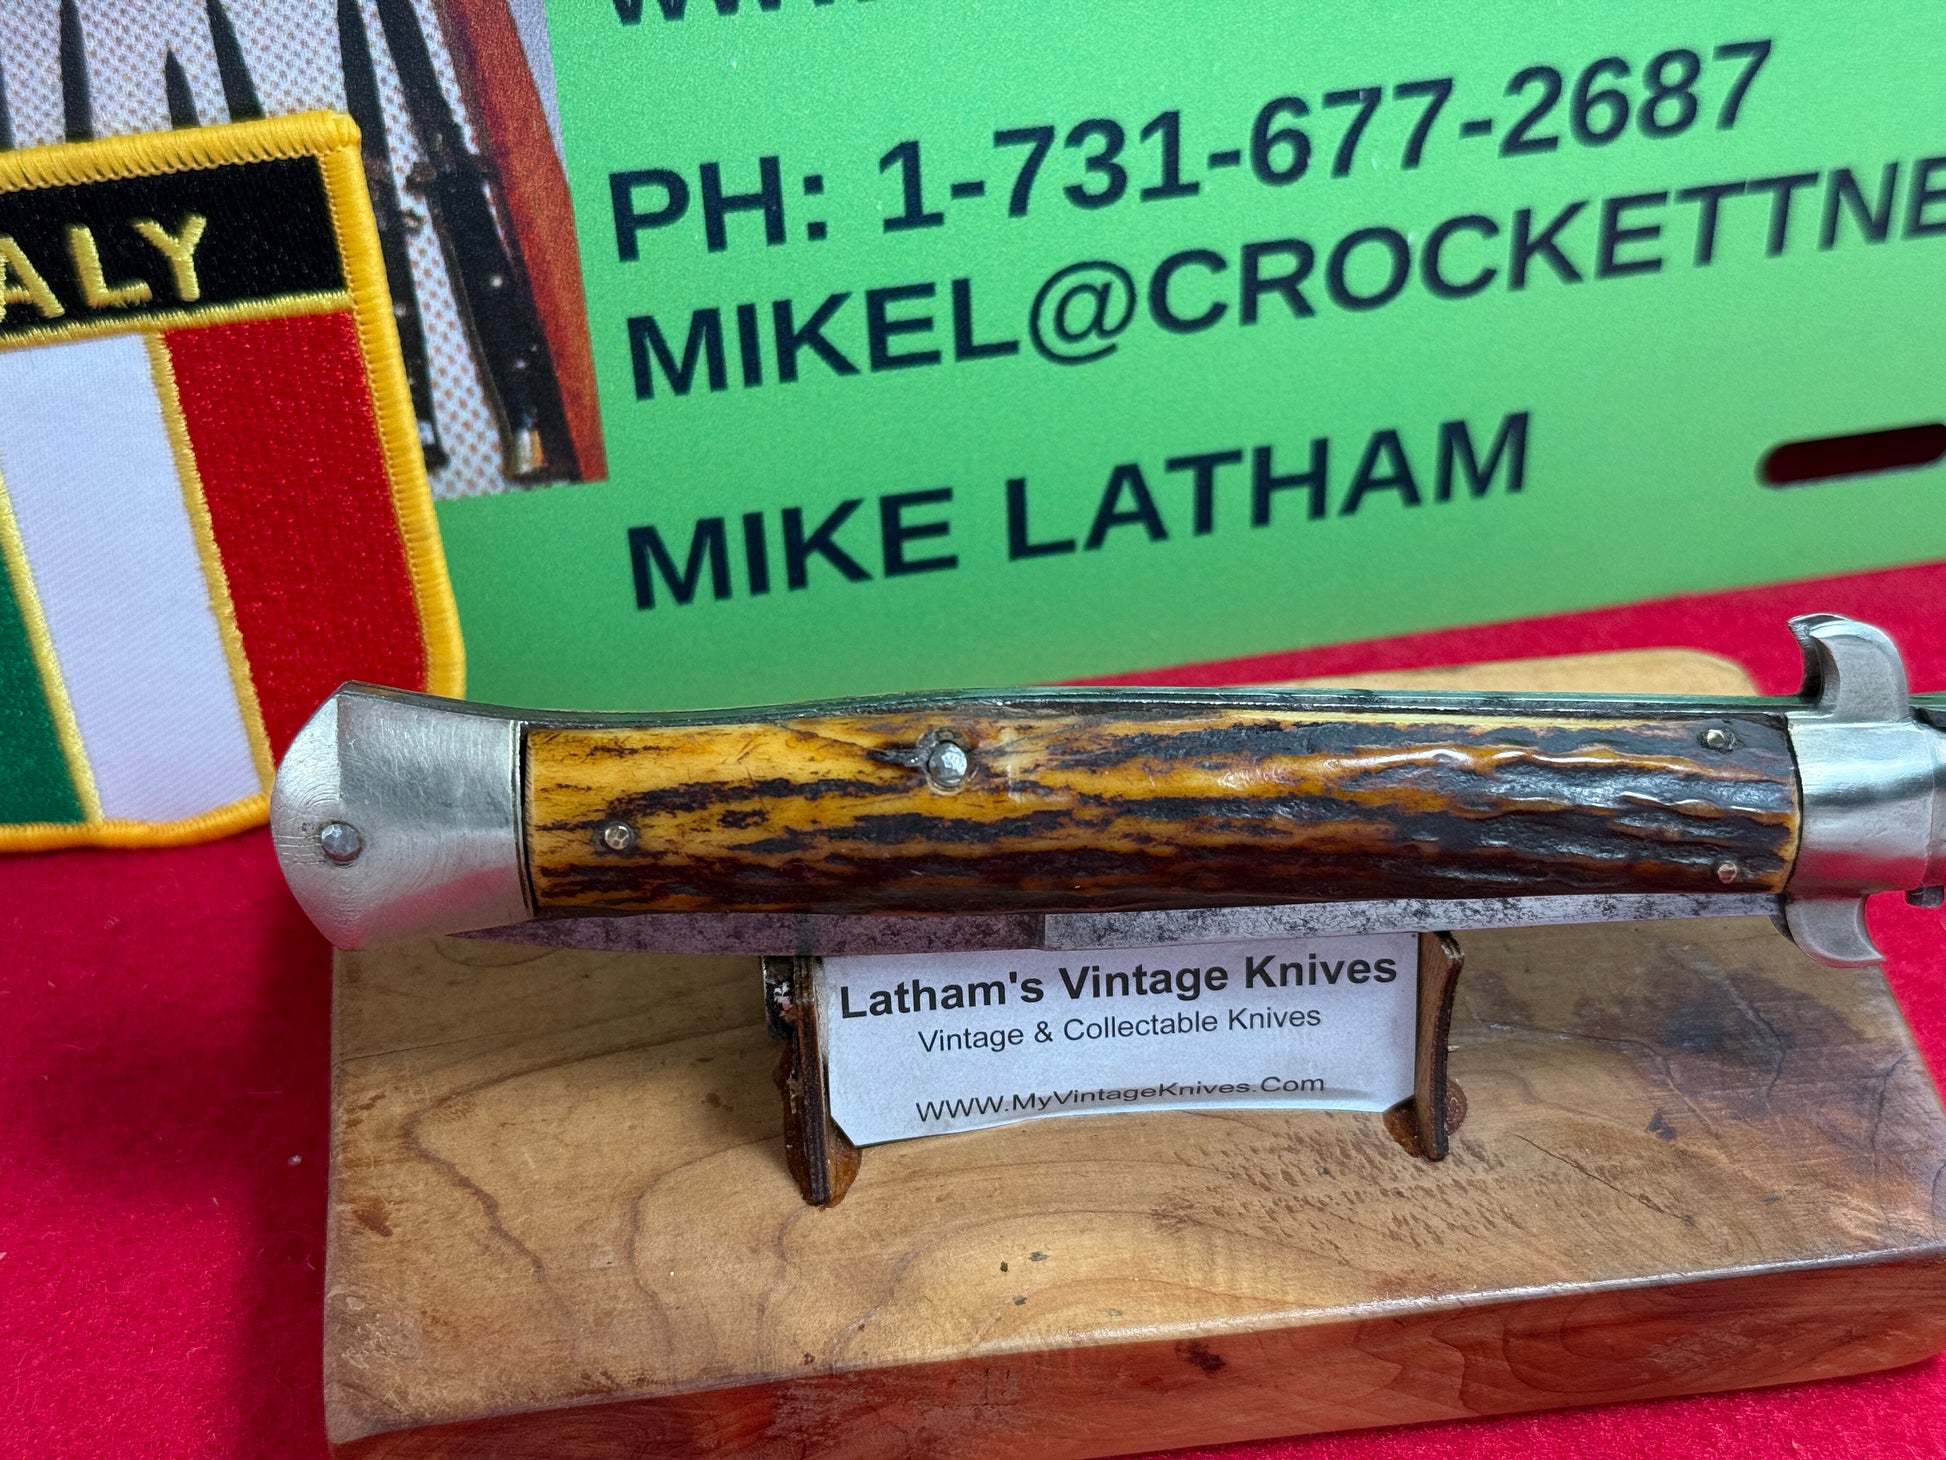 PH: 1-731-677-2687
MIKEL@CROCKETTNE
MIKE LATHAM
ALY
Latham's Vintage Knives
Vintage & Collectable Knives
WWW.MyVintageKnives.Com